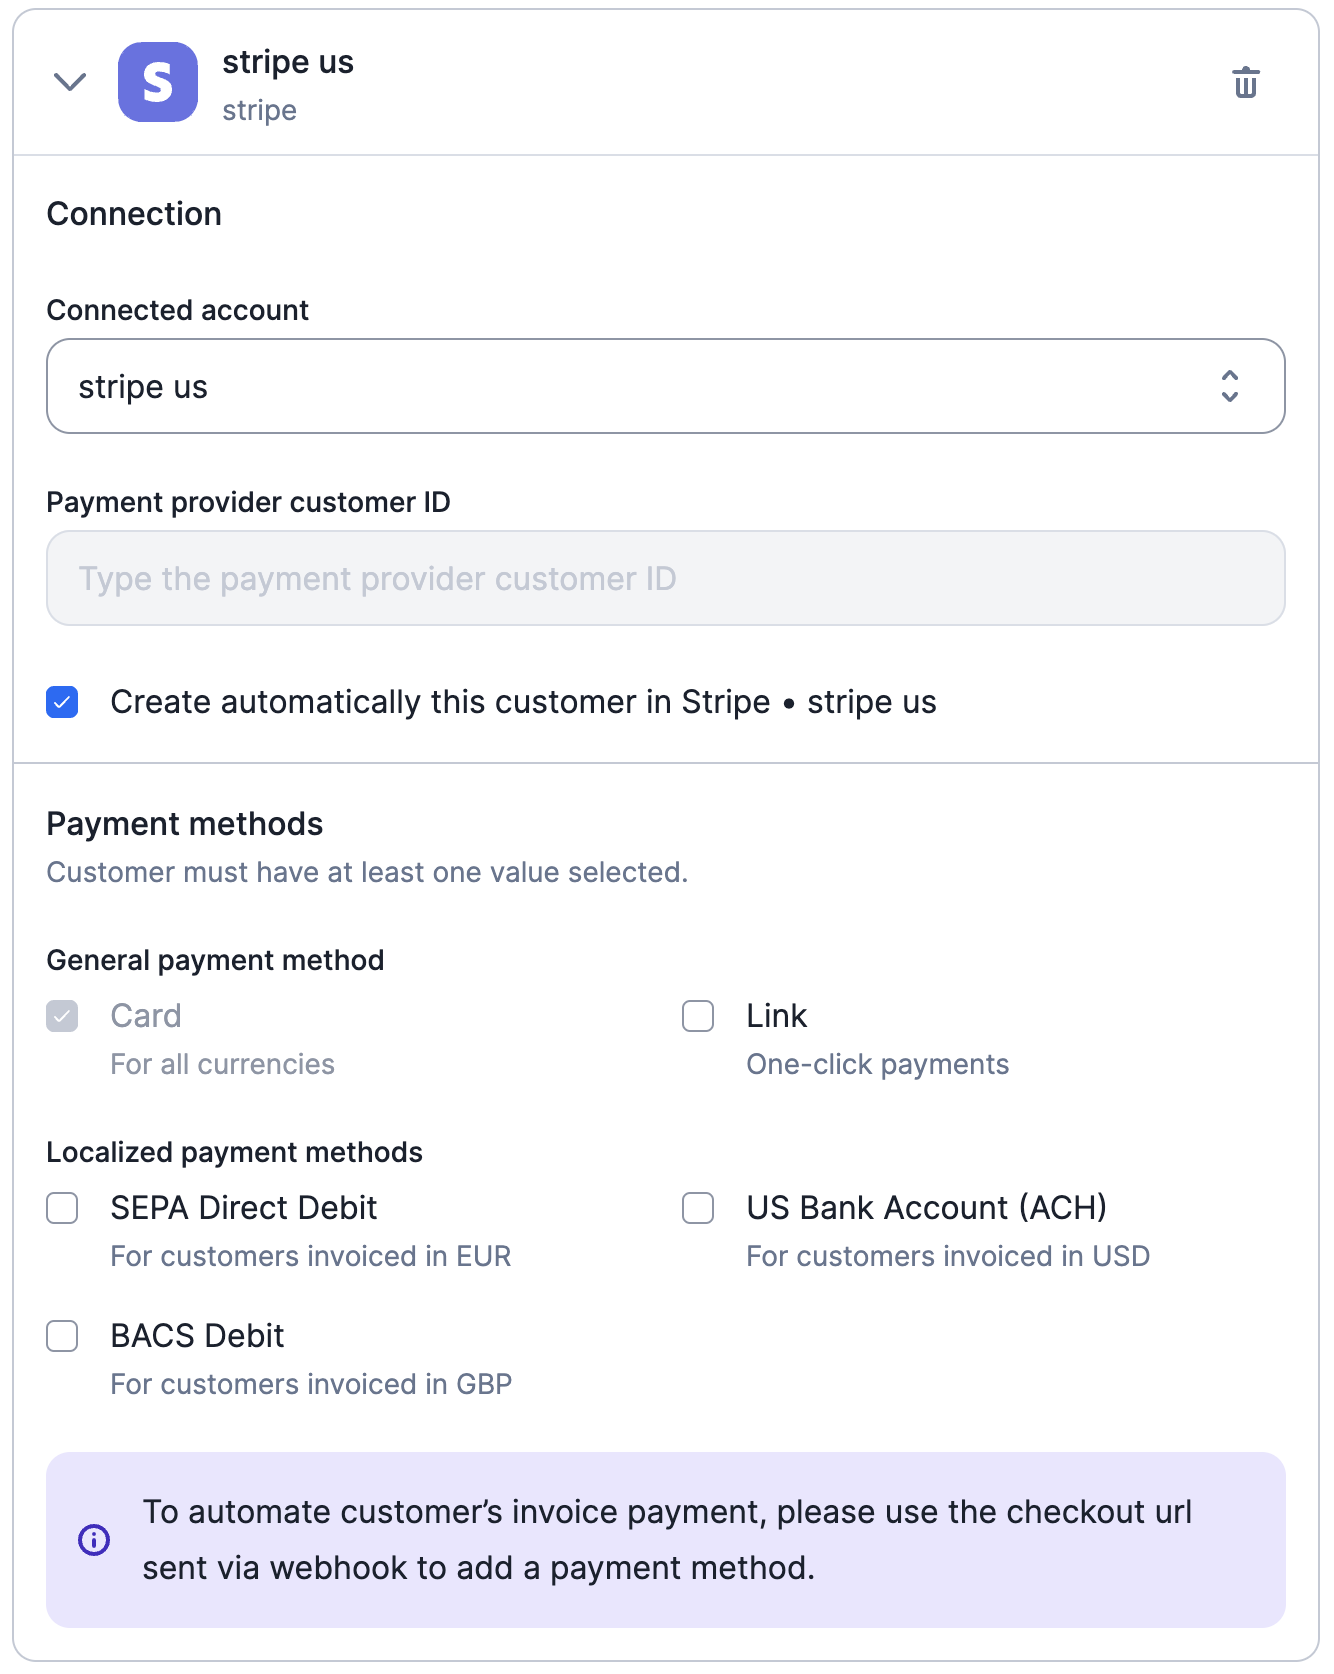 S
stripe us
stripe
Connection
Connected account
stripe us
Payment provider customer ID
Type the payment provider customer ID
Create automatically this customer in Stripe • stripe us
Payment methods
Customer must have at least one value selected.
General payment method
Card
For all currencies
Link
One-click payments
Localized payment methods
SEPA Direct Debit
For customers invoiced in EUR
US Bank Account (ACH)
For customers invoiced in USD
BACS Debit
For customers invoiced in GBP
To automate customer’s invoice payment, please use the checkout url
sent via webhook to add a payment method.